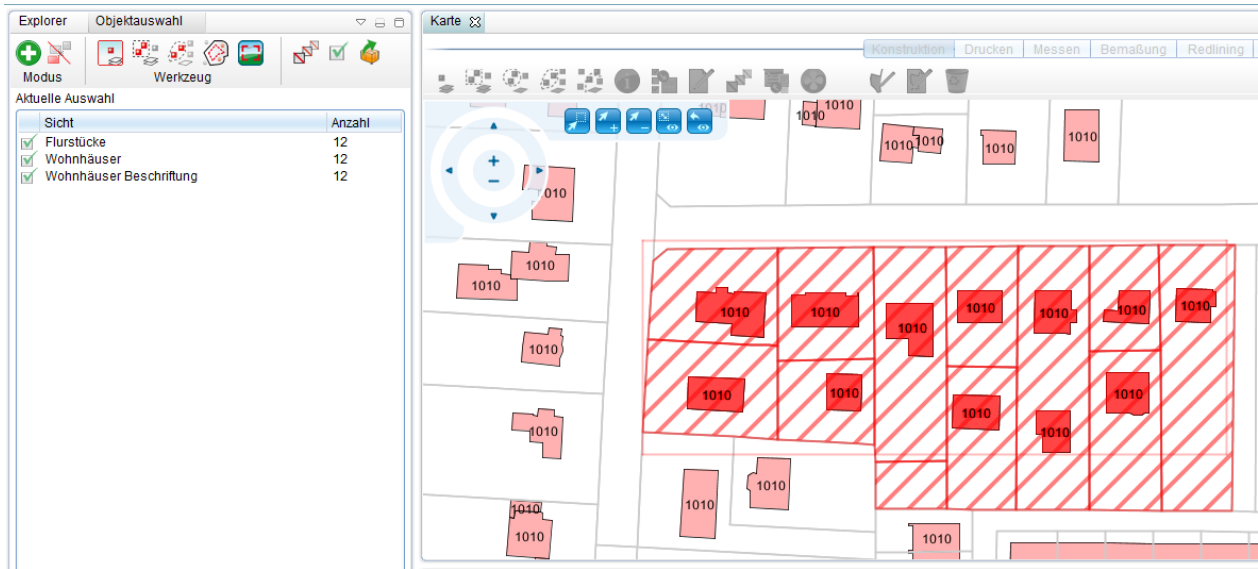 Explorer Objektauswahl
Modus Werkzeug
Aktuelle Auswahl
Sicht Anzahl
Flurstücke 12
Wohnhäuser 12
Wohnhäuser Beschriftung 12
Karte
Konstruktion Drucken Messen Bemaßung Redlining
1010 1010
1010
1010 1010 1010 1010
010
1010
1010
1010 1010 1010 1010 1010 1010 1010
1010
1010 1010 1010 1010 1010
1010
1010
1010 1010
1010
1010 1010